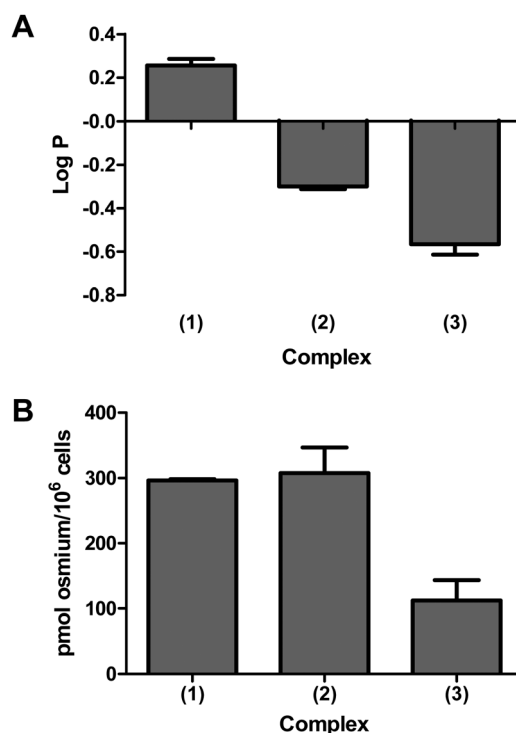 A
0.4
0.2
-0.0
-0.2
-0.4
-0.6
-0.8
Log P
(1) (2) (3)
Complex
B
400
300
200
100
0
pmol osmium/10⁶ cells
(1) (2) (3)
Complex